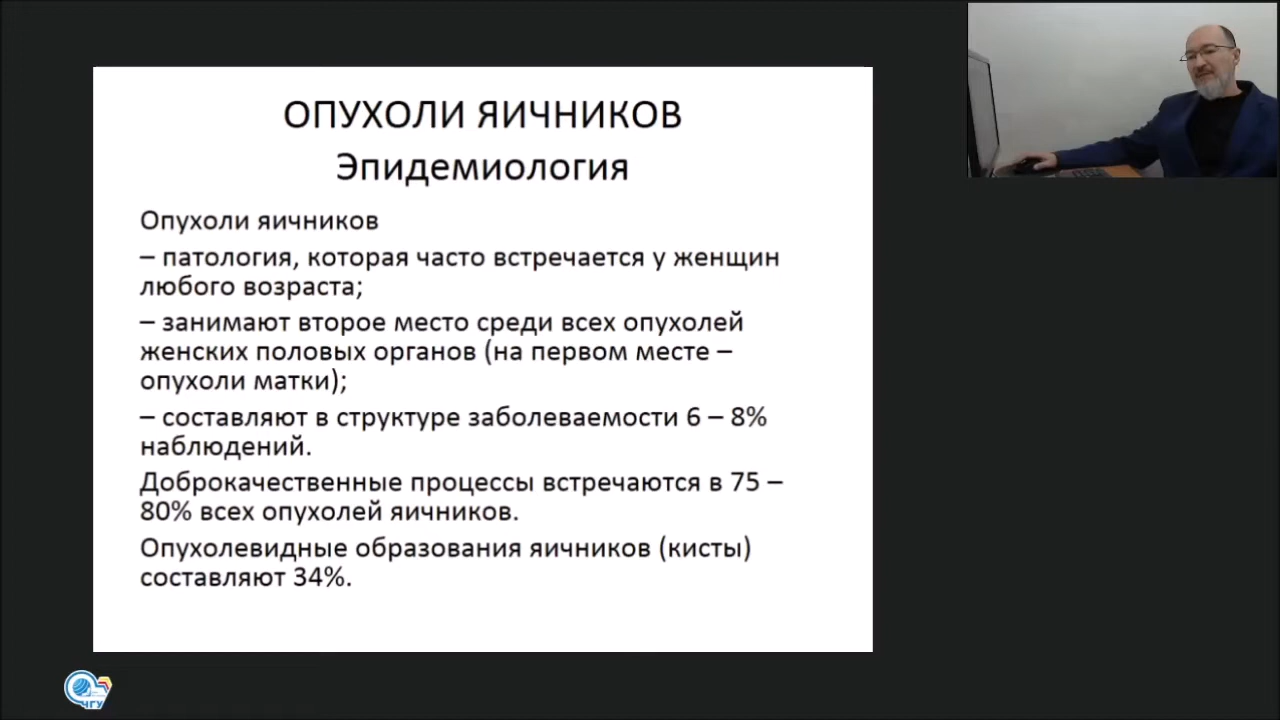 ОПУХОЛИ ЯИЧНИКОВ
Эпидемиология
Опухоли яичников
– патология, которая часто встречается у женщин
любого возраста;
– занимают второе место среди всех опухолей
женских половых органов (на первом месте –
опухоли матки);
– составляют в структуре заболеваемости 6 – 8%
наблюдений.
Доброкачественные процессы встречаются в 75 –
80% всех опухолей яичников.
Опухолевидные образования яичников (кисты)
составляют 34%.
ЧГУ